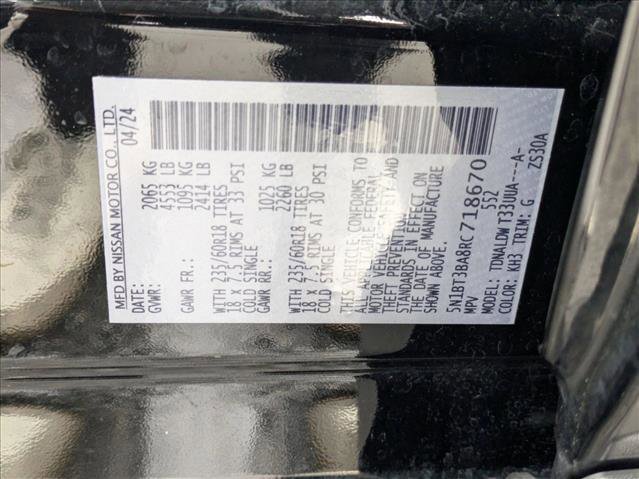 MFD BY NISSAN MOTOR CO., LTD.
DATE: 04/24
GVWR: 2065 KG
4553 LB
GAWR FR: 1095 KG
2414 LB
WITH 235/60R18 TIRES
18 x 7.5 RIMS AT 33 PSI
COLD SINGLE
GAWR RR: 1025 KG
2260 LB
WITH 235/60R18 TIRES
18 x 7.5 RIMS AT 30 PSI
COLD SINGLE
THIS VEHICLE CONFORMS TO
ALL APPLICABLE FEDERAL
MOTOR VEHICLE SAFETY AND
THEFT PREVENTION
STANDARDS IN EFFECT ON
THE DATE OF MANUFACTURE
SHOWN ABOVE.
5N1BT3BA8RC718670
MPV 552
MODEL: TDNALDW T33UUA---A-
COLOR: KH3 TRIM: G ZS30A